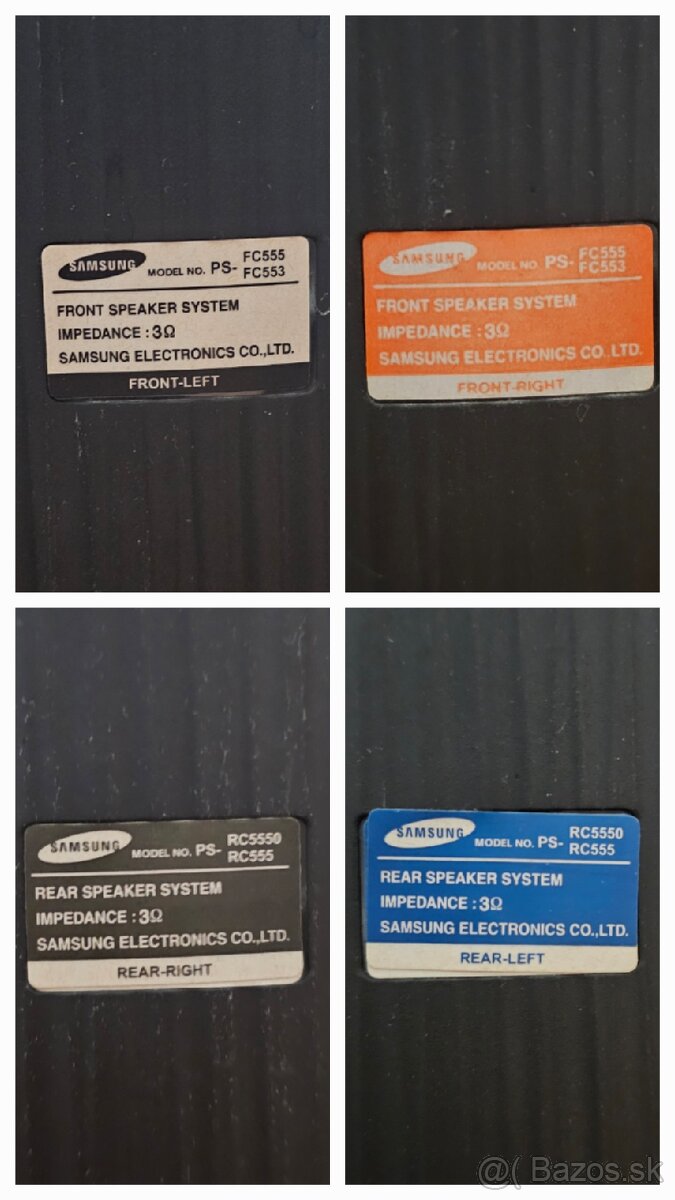 SAMSUNG MODEL NO. PS- FC555
FC553
FRONT SPEAKER SYSTEM
IMPEDANCE : 3Ω
SAMSUNG ELECTRONICS CO.,LTD.
FRONT-LEFT
SAMSUNG MODEL NO. PS- FC555
FC553
FRONT SPEAKER SYSTEM
IMPEDANCE : 3Ω
SAMSUNG ELECTRONICS CO.,LTD.
FRONT-RIGHT
SAMSUNG MODEL NO. PS- RC5550
RC555
REAR SPEAKER SYSTEM
IMPEDANCE : 3Ω
SAMSUNG ELECTRONICS CO.,LTD.
REAR-RIGHT
SAMSUNG MODEL NO. PS- RC5550
RC555
REAR SPEAKER SYSTEM
IMPEDANCE : 3Ω
SAMSUNG ELECTRONICS CO.,LTD.
REAR-LEFT
@( Bazos.sk